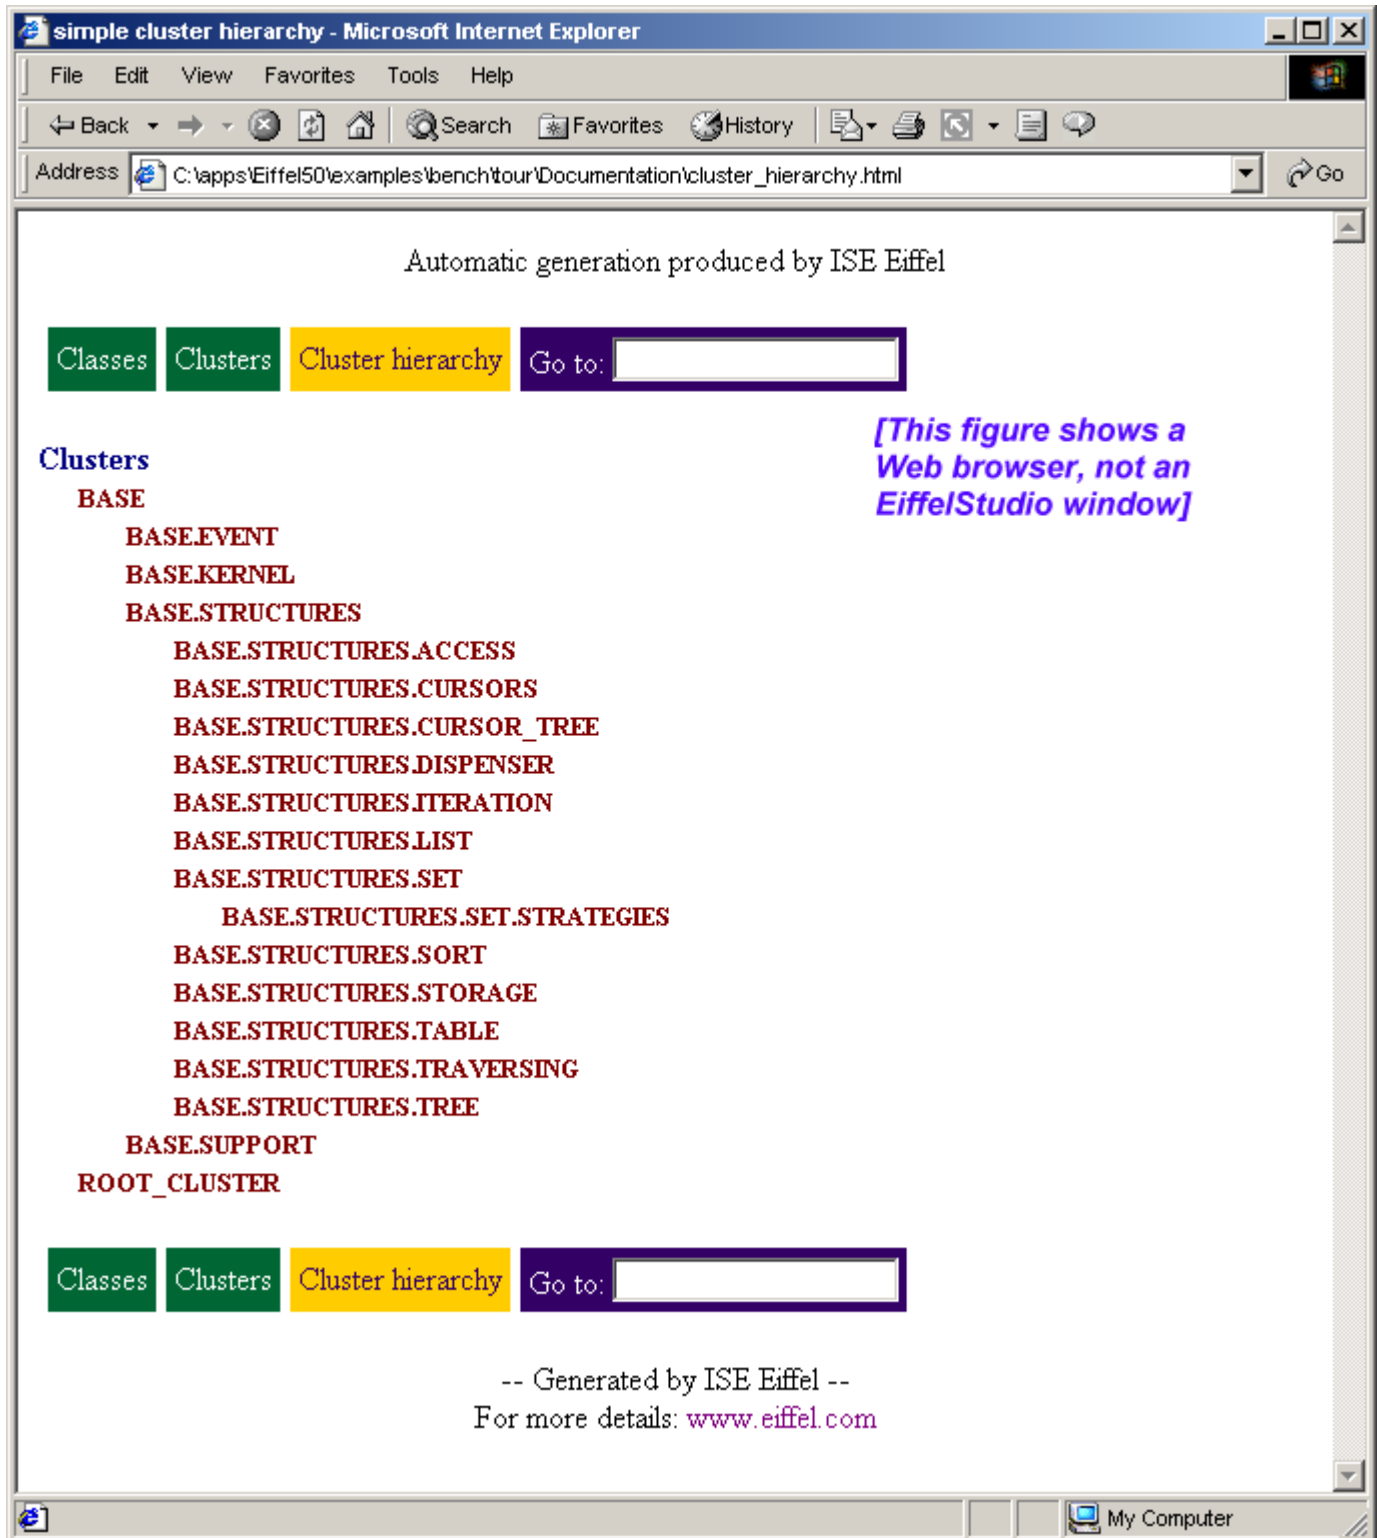 simple cluster hierarchy - Microsoft Internet Explorer
File Edit View Favorites Tools Help
Back Search Favorites History
Address C:\apps\Eiffel50\examples\bench\tour\Documentation\cluster_hierarchy.html Go
Automatic generation produced by ISE Eiffel
Classes Clusters Cluster hierarchy Go to:
[This figure shows a
Web browser, not an
EiffelStudio window]
Clusters
BASE
BASE.EVENT
BASE.KERNEL
BASE.STRUCTURES
BASE.STRUCTURES.ACCESS
BASE.STRUCTURES.CURSORS
BASE.STRUCTURES.CURSOR_TREE
BASE.STRUCTURES.DISPENSER
BASE.STRUCTURES.ITERATION
BASE.STRUCTURES.LIST
BASE.STRUCTURES.SET
BASE.STRUCTURES.SET.STRATEGIES
BASE.STRUCTURES.SORT
BASE.STRUCTURES.STORAGE
BASE.STRUCTURES.TABLE
BASE.STRUCTURES.TRAVERSING
BASE.STRUCTURES.TREE
BASE.SUPPORT
ROOT_CLUSTER
Classes Clusters Cluster hierarchy Go to:
-- Generated by ISE Eiffel --
For more details: www.eiffel.com
My Computer